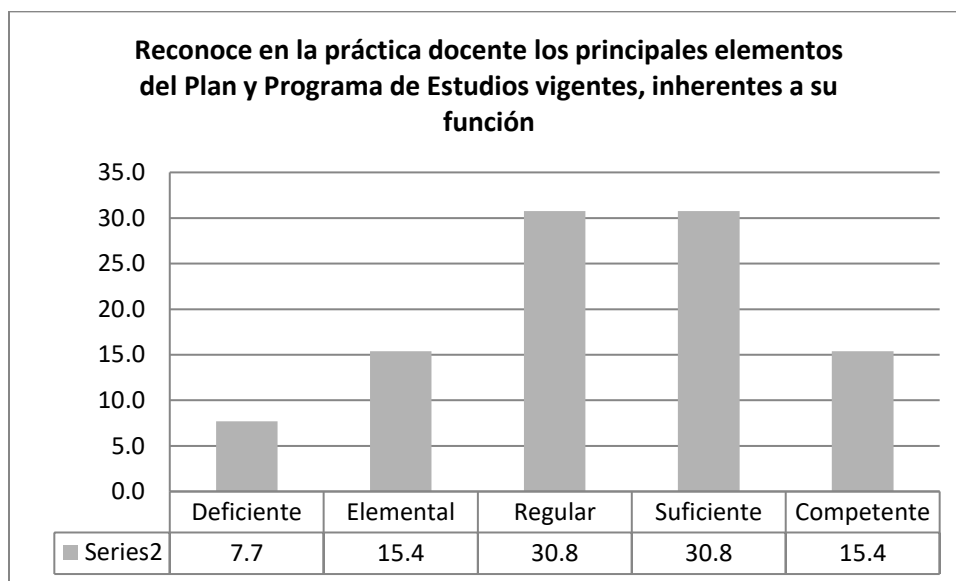 Reconoce en la práctica docente los principales elementos
del Plan y Programa de Estudios vigentes, inherentes a su
función
35.0
30.0
25.0
20.0
15.0
10.0
5.0
0.0
Deficiente Elemental Regular Suficiente Competente
Series2 7.7 15.4 30.8 30.8 15.4